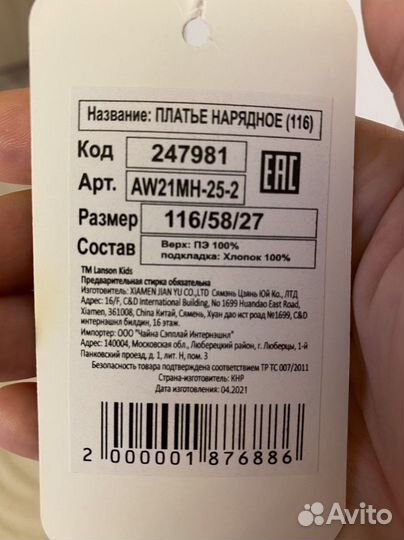 Название: ПЛАТЬЕ НАРЯДНОЕ (116)
Код 247981
Арт. AW21MH-25-2
EAC
Размер 116/58/27
Состав Верх: ПЭ 100%
подкладка: Хлопок 100%
TM Lanson Kids
Предварительная стирка обязательна
Изготовитель: XIAMEN JIAN YU CO.,LTD Сямэнь Цзянь Юй Ко., ЛТД
Адрес: 16/F, C&D International Building, No 1699 Huandao East Road,
Xiamen, 361008, China Китай, Сямень, Хуан дао ист роад №1699, C&D
интернэшнл билдин, 16 этаж.
Импортер: ООО "Чайна Сэпплай Интернэшнл"
Адрес: 140004, Московская обл., Люберецкий район, г. Люберцы, 1-й
Панковский проезд, д. 1, лит. Н, пом. 3
Безопасность товара подтверждена соответствием ТР ТС 007/2011
Страна-изготовитель: КНР
Дата изготовления: 04.2021
2 000001 876886
Avito